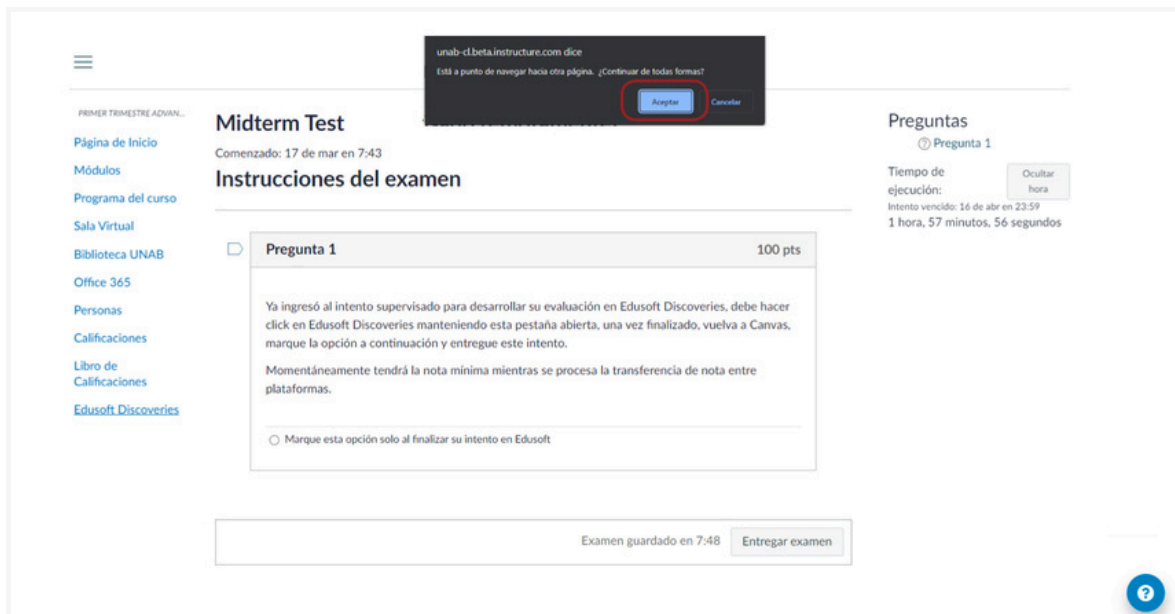 unab-cl.beta.instructure.com dice
Está a punto de navegar hacia otra página. ¿Continuar de todas formas?
Aceptar
Cancelar
PRIMER TRIMESTRE ADVAN...
Página de Inicio
Módulos
Programa del curso
Sala Virtual
Biblioteca UNAB
Office 365
Personas
Calificaciones
Libro de
Calificaciones
Edusoft Discoveries
Midterm Test
Comenzado: 17 de mar en 7:43
Instrucciones del examen
Pregunta 1
100 pts
Ya ingresó al intento supervisado para desarrollar su evaluación en Edusoft Discoveries, debe hacer
click en Edusoft Discoveries manteniendo esta pestaña abierta, una vez finalizado, vuelva a Canvas,
marque la opción a continuación y entregue este intento.
Momentáneamente tendrá la nota mínima mientras se procesa la transferencia de nota entre
plataformas.
Marque esta opción solo al finalizar su intento en Edusoft
Examen guardado en 7:48
Entregar examen
Preguntas
Pregunta 1
Tiempo de
ejecución:
Ocultar
hora
Intento vencido: 16 de abr en 23:59
1 hora, 57 minutos, 56 segundos